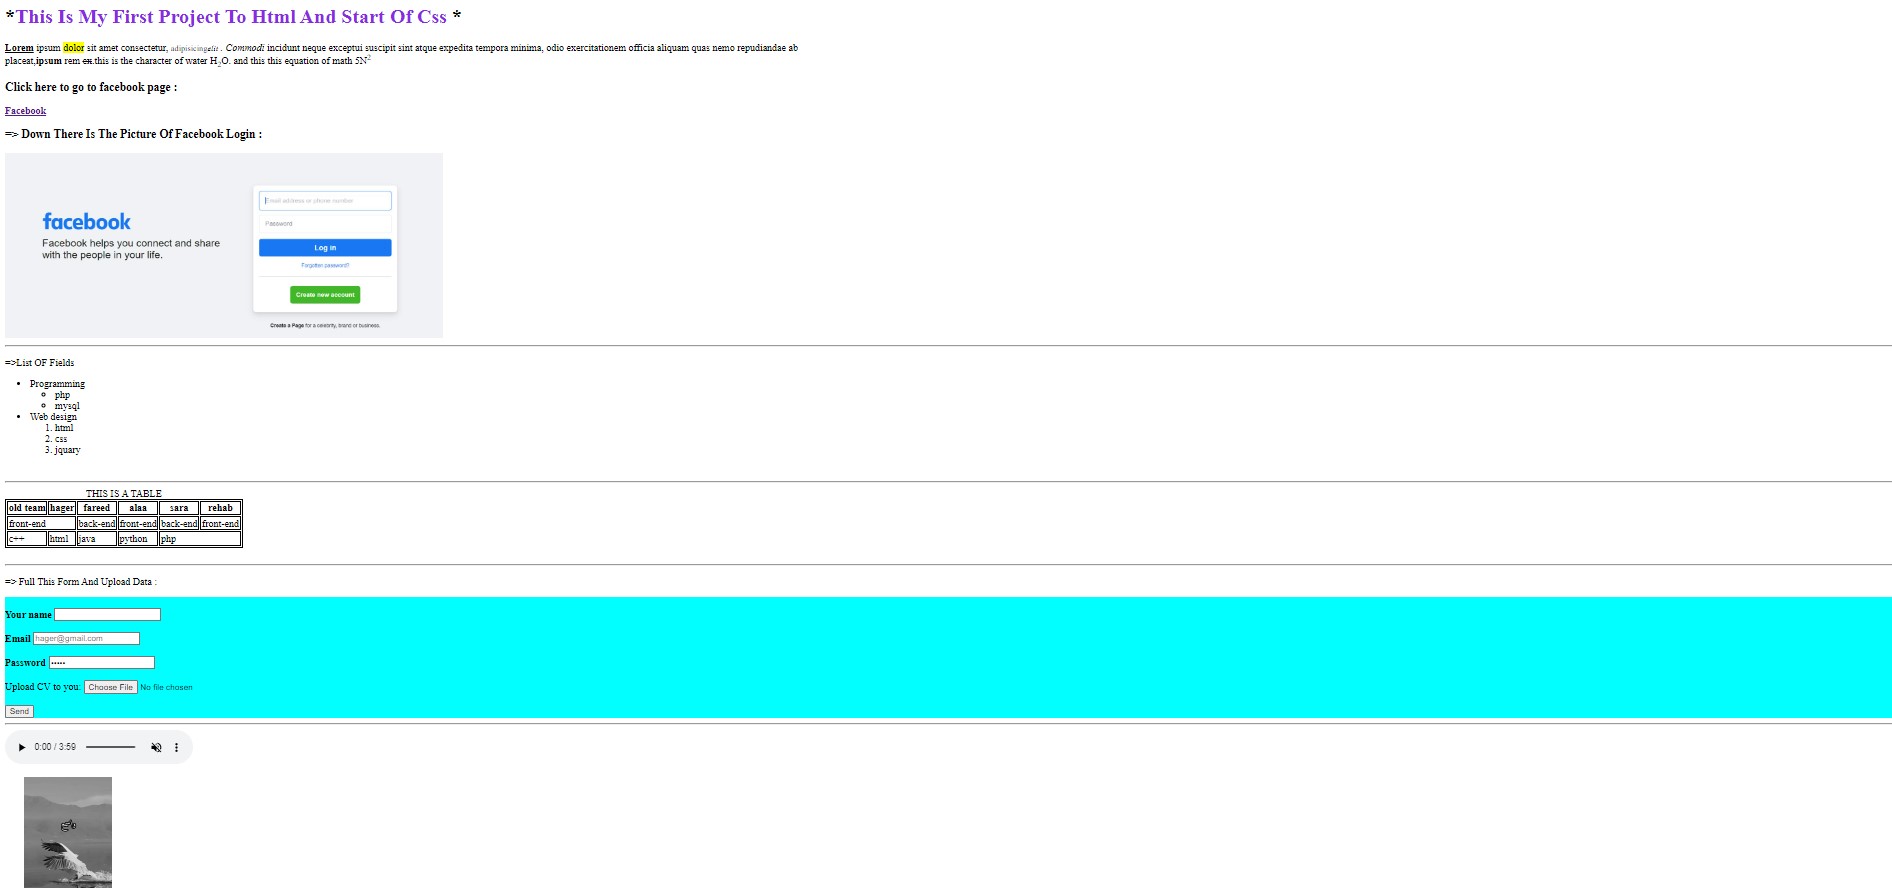 *This Is My First Project To Html And Start Of Css *
Lorem ipsum dolor sit amet consectetur, adipisicing elit . Commodi incidunt neque exceptui suscipit sint atque expedita tempora minima, odio exercitationem officia aliquam quas nemo repudiandae ab
placeat,ipsum rem ex.this is the character of water H2O. and this this equation of math 5N2
Click here to go to facebook page :
Facebook
=> Down There Is The Picture Of Facebook Login :
Email address or phone number
facebook
Password
Facebook helps you connect and share
with the people in your life.
Log in
Forgotten password?
Create new account
Create a Page for a celebrity, brand or business.
=>List OF Fields
Programming
php
mysql
Web design
1. html
2. css
3. jquary
THIS IS A TABLE
old team hager fareed alaa sara rehab
front-end back-end front-end back-end front-end
c++ html java python php
=> Full This Form And Upload Data :
Your name
Email hager@gmail.com
Password •••••
Upload CV to you: Choose File No file chosen
Send
0:00 / 3:59